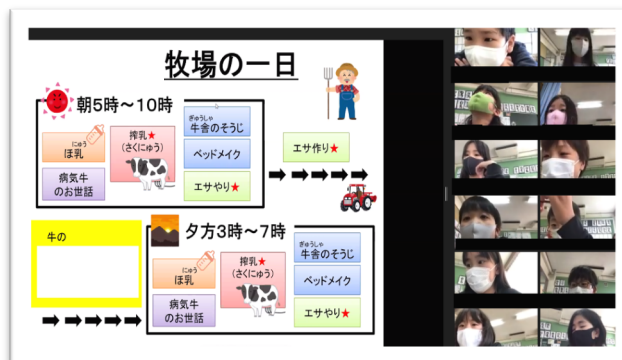 牧場の一日
朝5時～10時
にゅう
ほ乳
搾乳★
(さくにゅう)
病気牛
のお世話
ぎゅうしゃ
牛舎のそうじ
ベッドメイク
エサやり★
エサ作り★
牛の
夕方3時～7時
にゅう
ほ乳
搾乳★
(さくにゅう)
病気牛
のお世話
ぎゅうしゃ
牛舎のそうじ
ベッドメイク
エサやり★